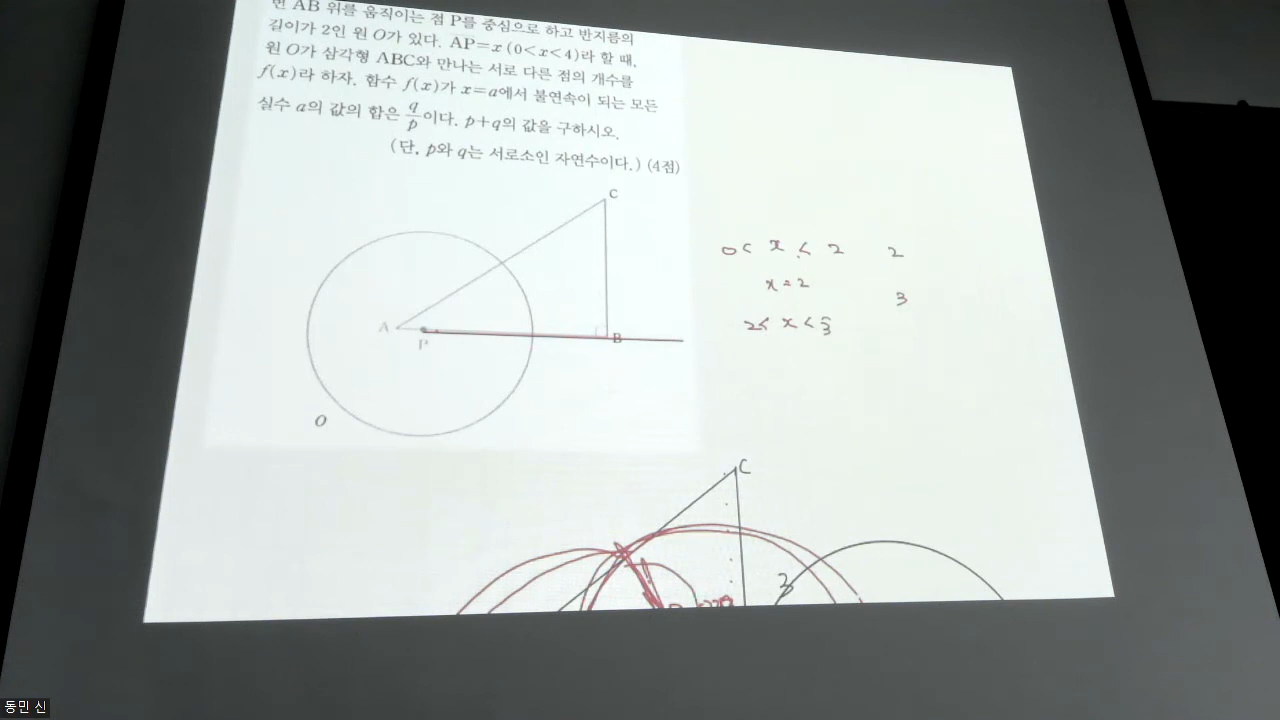 변 AB 위를 움직이는 점 P를 중심으로 하고 반지름의
길이가 2인 원 O가 있다. AP=x (0<x<4)라 할 때,
원 O가 삼각형 ABC와 만나는 서로 다른 점의 개수를
f(x)라 하자. 함수 f(x)가 x=a에서 불연속이 되는 모든
실수 a의 값의 합은 q/p이다. p+q의 값을 구하시오.
(단, p와 q는 서로소인 자연수이다.) (4점)
C
A
P
B
O
0< x < 2 2
x=2 3
2< x <
C
3
동민 신